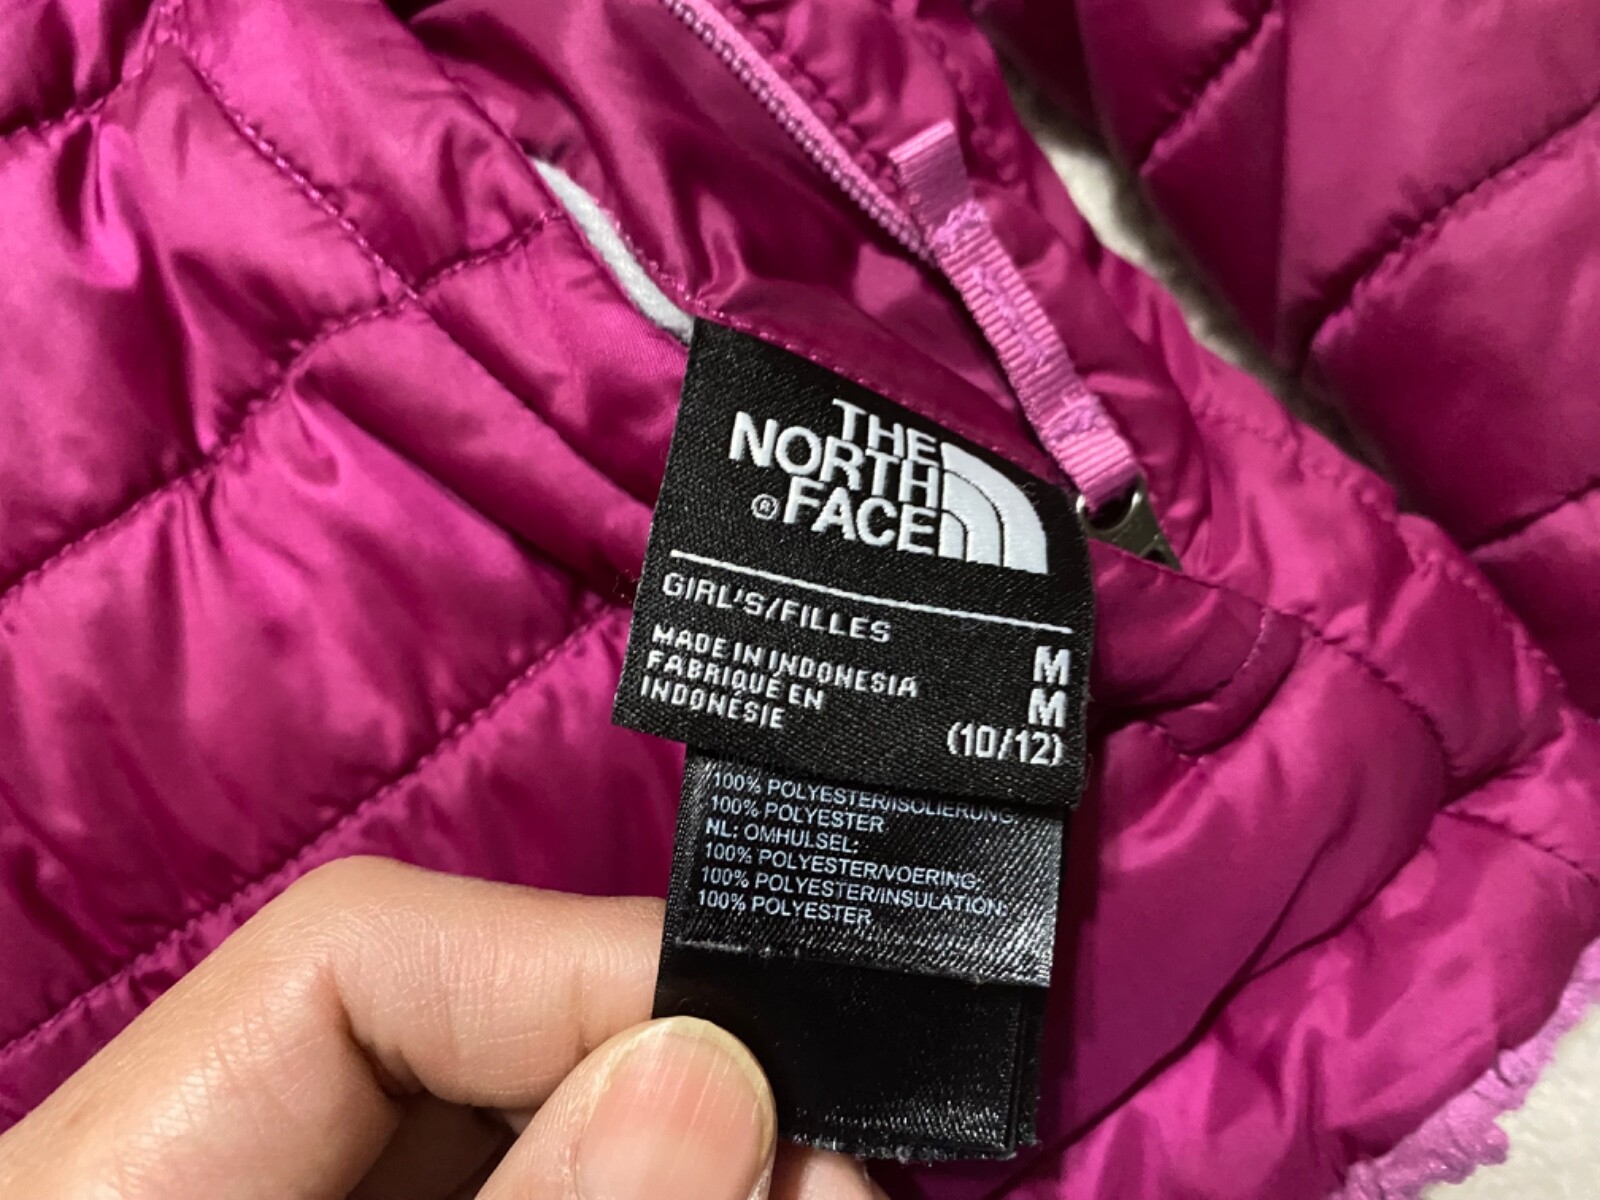 THE
NORTH
® FACE
GIRL'S/FILLES
MADE IN INDONESIA
FABRIQUÉ EN
INDONÉSIE
M
M
(10/12)
100% POLYESTER/ISOLIERUNG:
100% POLYESTER
NL: OMHULSEL:
100% POLYESTER/VOERING:
100% POLYESTER/INSULATION:
100% POLYESTER